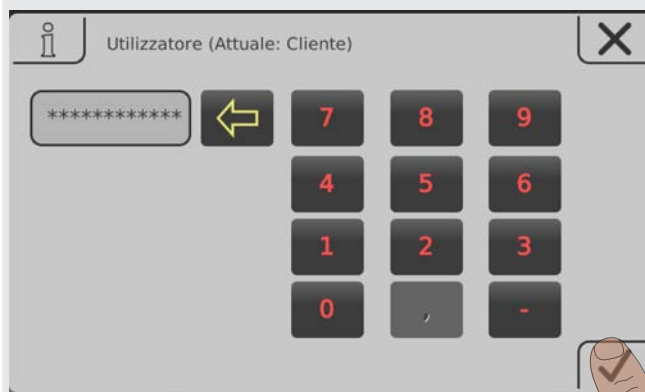 Utilizzatore (Attuale: Cliente)
************
7 8 9
4 5 6
1 2 3
0 , -